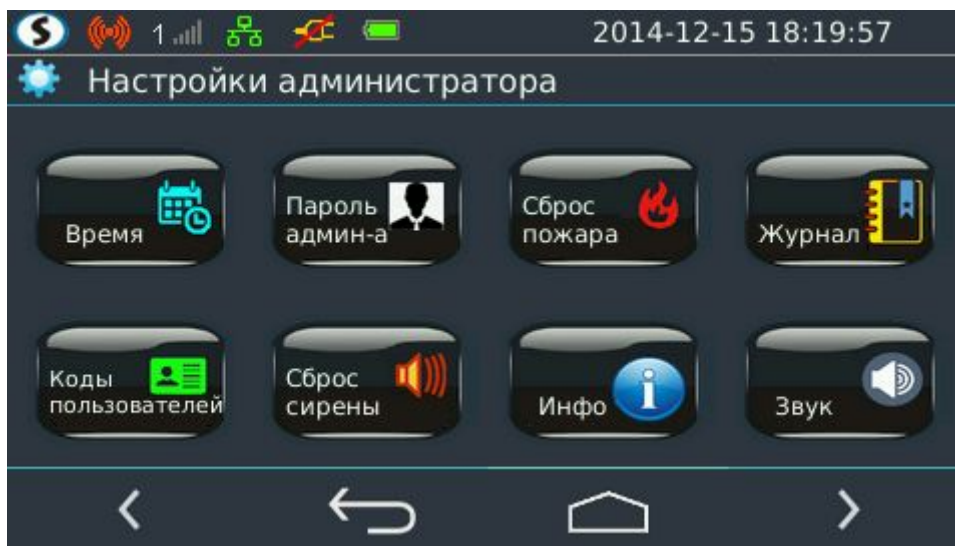 S 1 2014-12-15 18:19:57
Настройки администратора
Время
Пароль
админ-а
Сброс
пожара
Журнал
Коды
пользователей
Сброс
сирены
Инфо
i
Звук